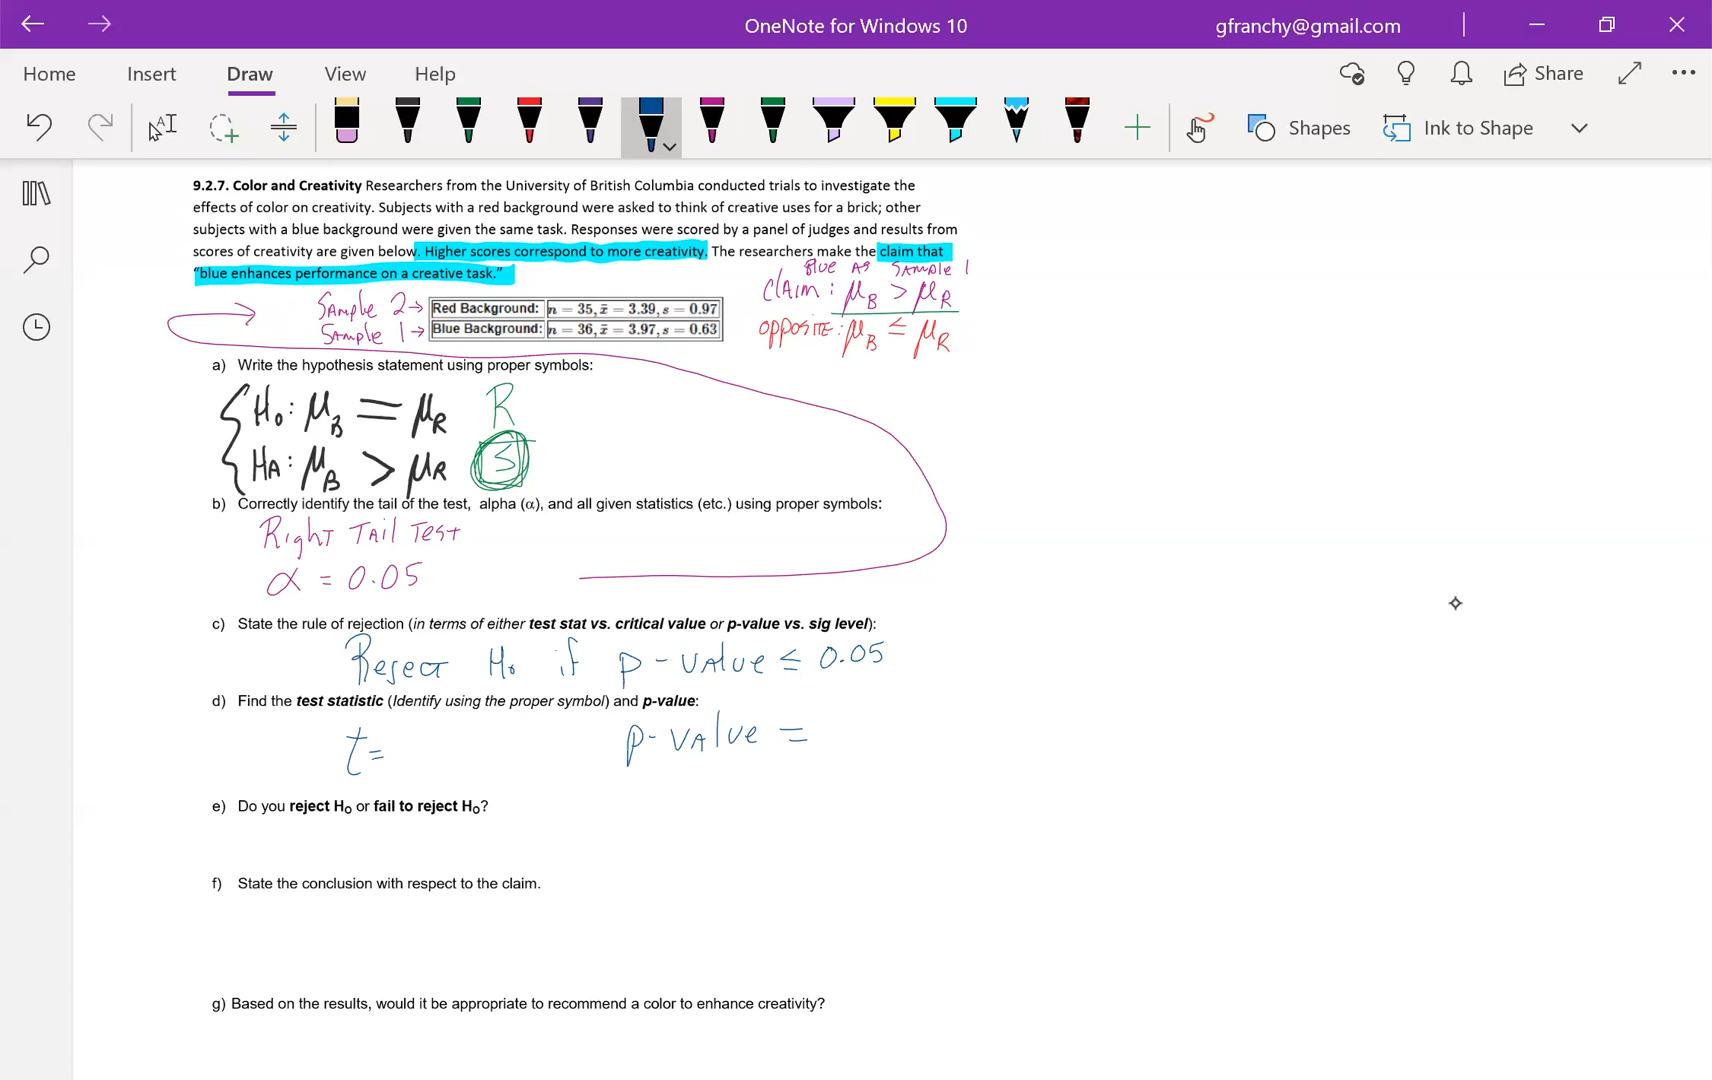 OneNote for Windows 10
gfranchy@gmail.com
Home Insert Draw View Help
Share
Shapes Ink to Shape
9.2.7. Color and Creativity Researchers from the University of British Columbia conducted trials to investigate the
effects of color on creativity. Subjects with a red background were asked to think of creative uses for a brick; other
subjects with a blue background were given the same task. Responses were scored by a panel of judges and results from
scores of creativity are given below. Higher scores correspond to more creativity. The researchers make the claim that
"blue enhances performance on a creative task."
Blue As Sample 1
Claim: μB > μR
Opposite: μB ≤ μR
Sample 2 → Red Background: n = 35, x̄ = 3.39, s = 0.97
Sample 1 → Blue Background: n = 36, x̄ = 3.97, s = 0.63
a) Write the hypothesis statement using proper symbols:
{ H₀: μB = μR R
HA: μB > μR S
b) Correctly identify the tail of the test, alpha (α), and all given statistics (etc.) using proper symbols:
Right Tail Test
α = 0.05
c) State the rule of rejection (in terms of either test stat vs. critical value or p-value vs. sig level):
Reject H₀ if p-value ≤ 0.05
d) Find the test statistic (Identify using the proper symbol) and p-value:
t= p-value =
e) Do you reject H₀ or fail to reject H₀?
f) State the conclusion with respect to the claim.
g) Based on the results, would it be appropriate to recommend a color to enhance creativity?